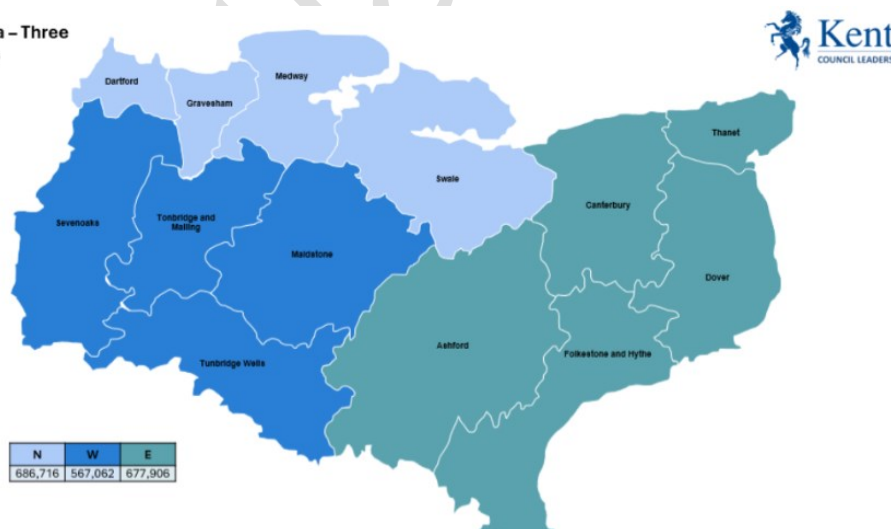 a – Three
Kent
COUNCIL LEADERS
Dartford
Gravesham
Medway
Thanet
Swale
Canterbury
Sevenoaks
Tonbridge and
Malling
Maidstone
Dover
Ashford
Folkestone and Hythe
Tunbridge Wells
N W E
686,716 567,062 677,906